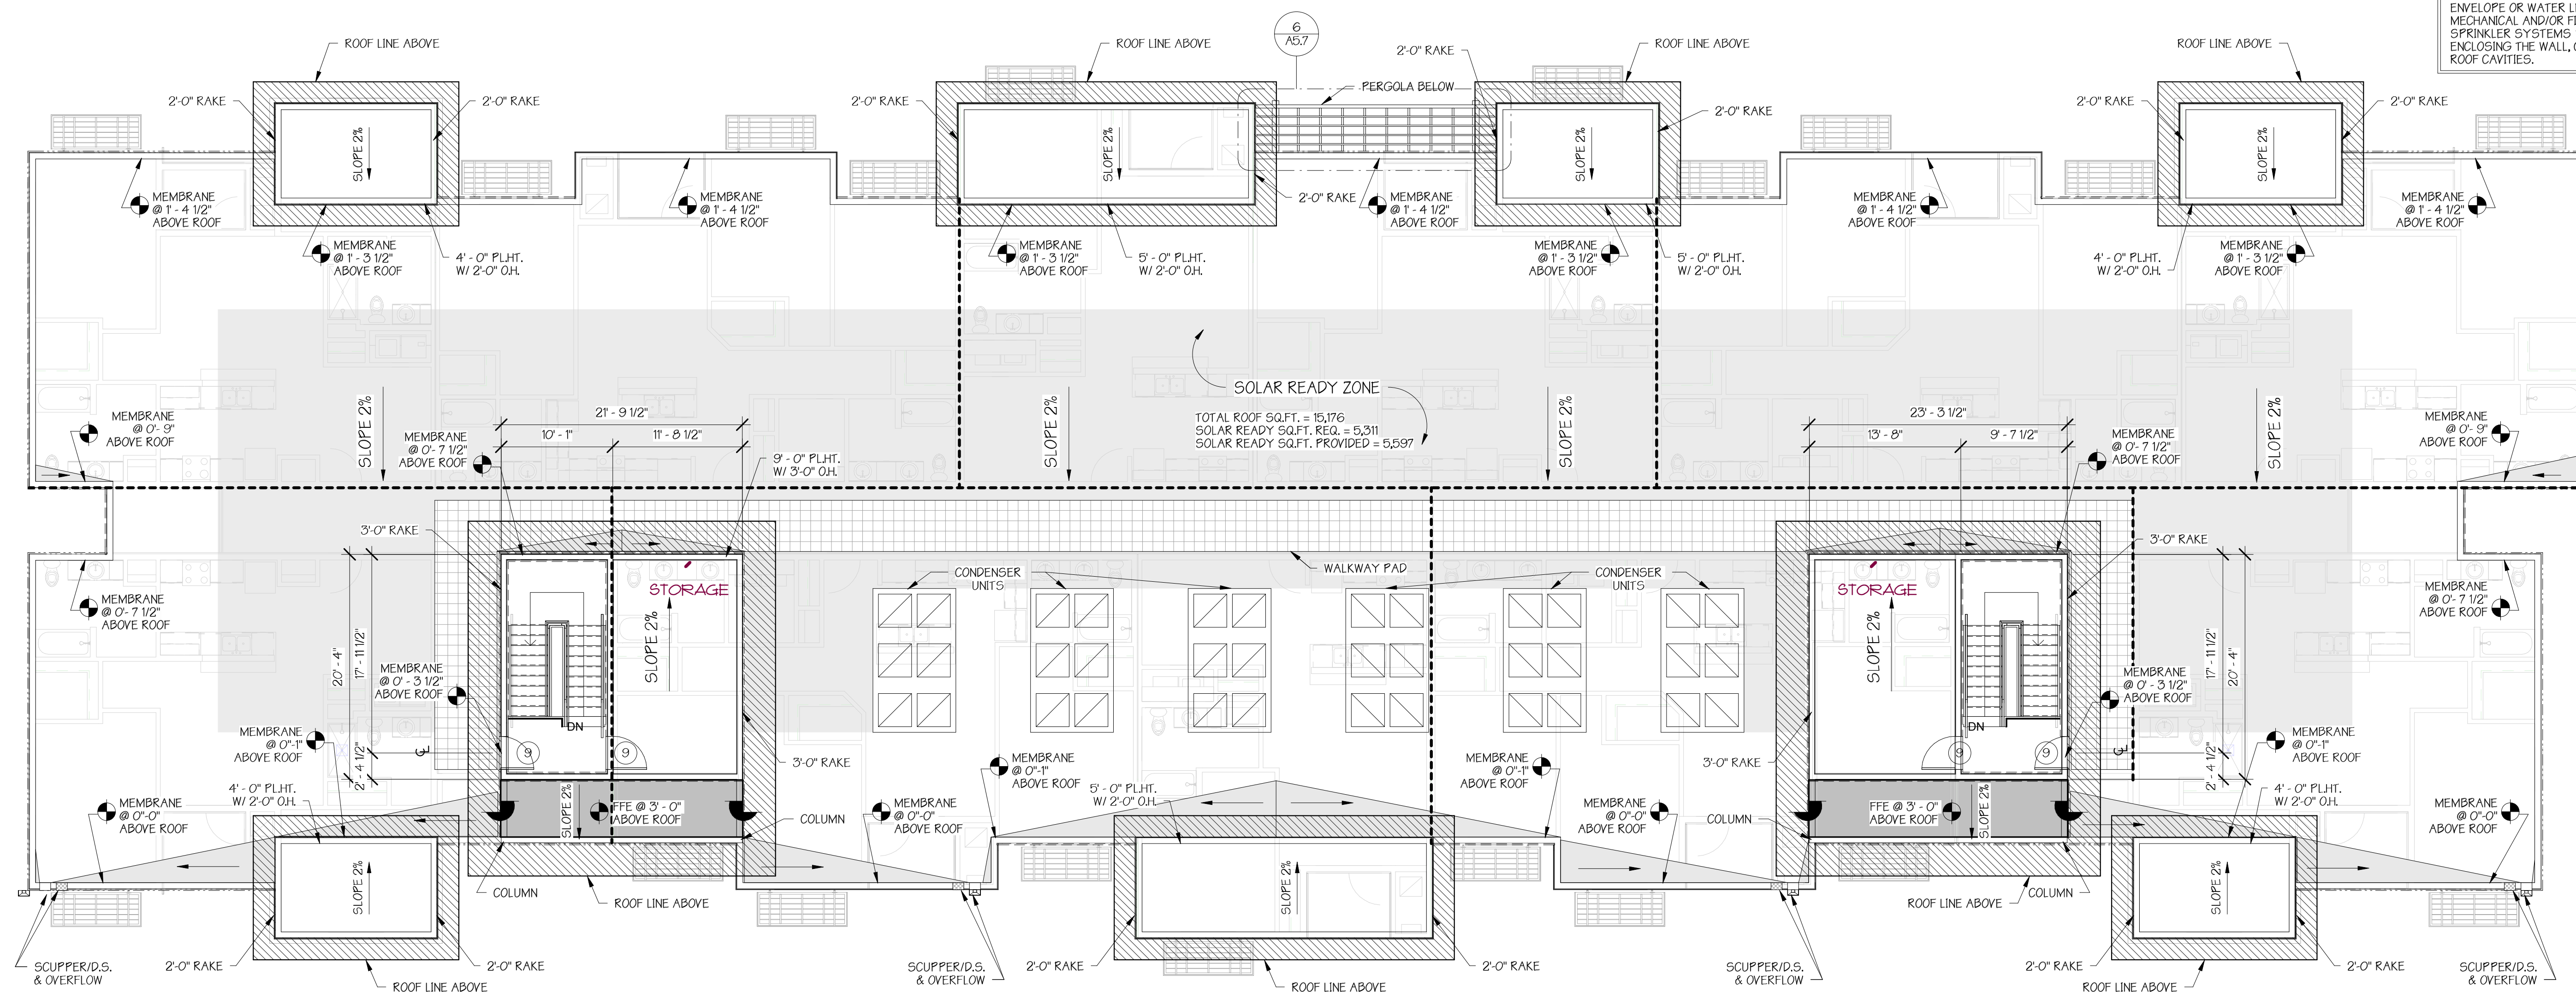 ENVELOPE OR WATER
MECHANICAL AND/OR
SPRINKLER SYSTEMS
ENCLOSING THE WALL,
ROOF CAVITIES.
6
A5.7
ROOF LINE ABOVE
ROOF LINE ABOVE
2'-0" RAKE
ROOF LINE ABOVE
ROOF LINE ABOVE
PERGOLA BELOW
2'-0" RAKE
2'-0" RAKE
2'-0" RAKE
2'-0" RAKE
2'-0" RAKE
2'-0" RAKE
SLOPE 2%
SLOPE 2%
SLOPE 2%
SLOPE 2%
2'-0" RAKE
MEMBRANE
@ 1' - 4 1/2"
ABOVE ROOF
MEMBRANE
@ 1' - 4 1/2"
ABOVE ROOF
MEMBRANE
@ 1' - 4 1/2"
ABOVE ROOF
MEMBRANE
@ 1' - 4 1/2"
ABOVE ROOF
MEMBRANE
@ 1' - 4 1/2"
ABOVE ROOF
MEMBRANE
@ 1' - 3 1/2"
ABOVE ROOF
4' - 0" PL.HT.
W/ 2'-0" O.H.
MEMBRANE
@ 1' - 3 1/2"
ABOVE ROOF
5' - 0" PL.HT.
W/ 2'-0" O.H.
MEMBRANE
@ 1' - 3 1/2"
ABOVE ROOF
5' - 0" PL.HT.
W/ 2'-0" O.H.
4' - 0" PL.HT.
W/ 2'-0" O.H.
MEMBRANE
@ 1' - 3 1/2"
ABOVE ROOF
SOLAR READY ZONE
TOTAL ROOF SQ.FT. = 15,176
SOLAR READY SQ.FT. REQ. = 5,311
SOLAR READY SQ.FT. PROVIDED = 5,597
MEMBRANE
@ 0'- 9"
ABOVE ROOF
SLOPE 2%
MEMBRANE
@ 0'- 7 1/2"
ABOVE ROOF
21' - 9 1/2"
10' - 1"
11' - 8 1/2"
9' - 0" PL.HT.
W/ 3'-0" O.H.
SLOPE 2%
SLOPE 2%
23' - 3 1/2"
13' - 8"
9' - 7 1/2"
MEMBRANE
@ 0'- 7 1/2"
ABOVE ROOF
SLOPE 2%
MEMBRANE
@ 0'- 9"
ABOVE ROOF
3'-0" RAKE
3'-0" RAKE
WALKWAY PAD
CONDENSER
UNITS
CONDENSER
UNITS
STORAGE
STORAGE
MEMBRANE
@ 0'- 7 1/2"
ABOVE ROOF
MEMBRANE
@ 0'- 7 1/2"
ABOVE ROOF
20' - 4"
17' - 11 1/2"
2' - 4 1/2"
SLOPE 2%
SLOPE 2%
17' - 11 1/2"
20' - 4"
2' - 4 1/2"
MEMBRANE
@ 0' - 3 1/2"
ABOVE ROOF
MEMBRANE
@ 0' - 3 1/2"
ABOVE ROOF
DN
DN
9
9
9
9
MEMBRANE
@ 0"-1"
ABOVE ROOF
3'-0" RAKE
MEMBRANE
@ 0"-1"
ABOVE ROOF
MEMBRANE
@ 0"-1"
ABOVE ROOF
3'-0" RAKE
MEMBRANE
@ 0"-1"
ABOVE ROOF
4' - 0" PL.HT.
W/ 2'-0" O.H.
5' - 0" PL.HT.
W/ 2'-0" O.H.
4' - 0" PL.HT.
W/ 2'-0" O.H.
MEMBRANE
@ 0"-0"
ABOVE ROOF
SLOPE 2%
FFE @ 3' - 0"
ABOVE ROOF
COLUMN
MEMBRANE
@ 0"-0"
ABOVE ROOF
MEMBRANE
@ 0"-0"
ABOVE ROOF
COLUMN
FFE @ 3' - 0"
ABOVE ROOF
SLOPE 2%
MEMBRANE
@ 0"-0"
ABOVE ROOF
SLOPE 2%
COLUMN
ROOF LINE ABOVE
SLOPE 2%
ROOF LINE ABOVE
COLUMN
SLOPE 2%
SCUPPER/D.S.
& OVERFLOW
2'-0" RAKE
2'-0" RAKE
ROOF LINE ABOVE
SCUPPER/D.S.
& OVERFLOW
2'-0" RAKE
2'-0" RAKE
ROOF LINE ABOVE
SCUPPER/D.S.
& OVERFLOW
2'-0" RAKE
2'-0" RAKE
ROOF LINE ABOVE
SCUPPER/D.S.
& OVERFLOW